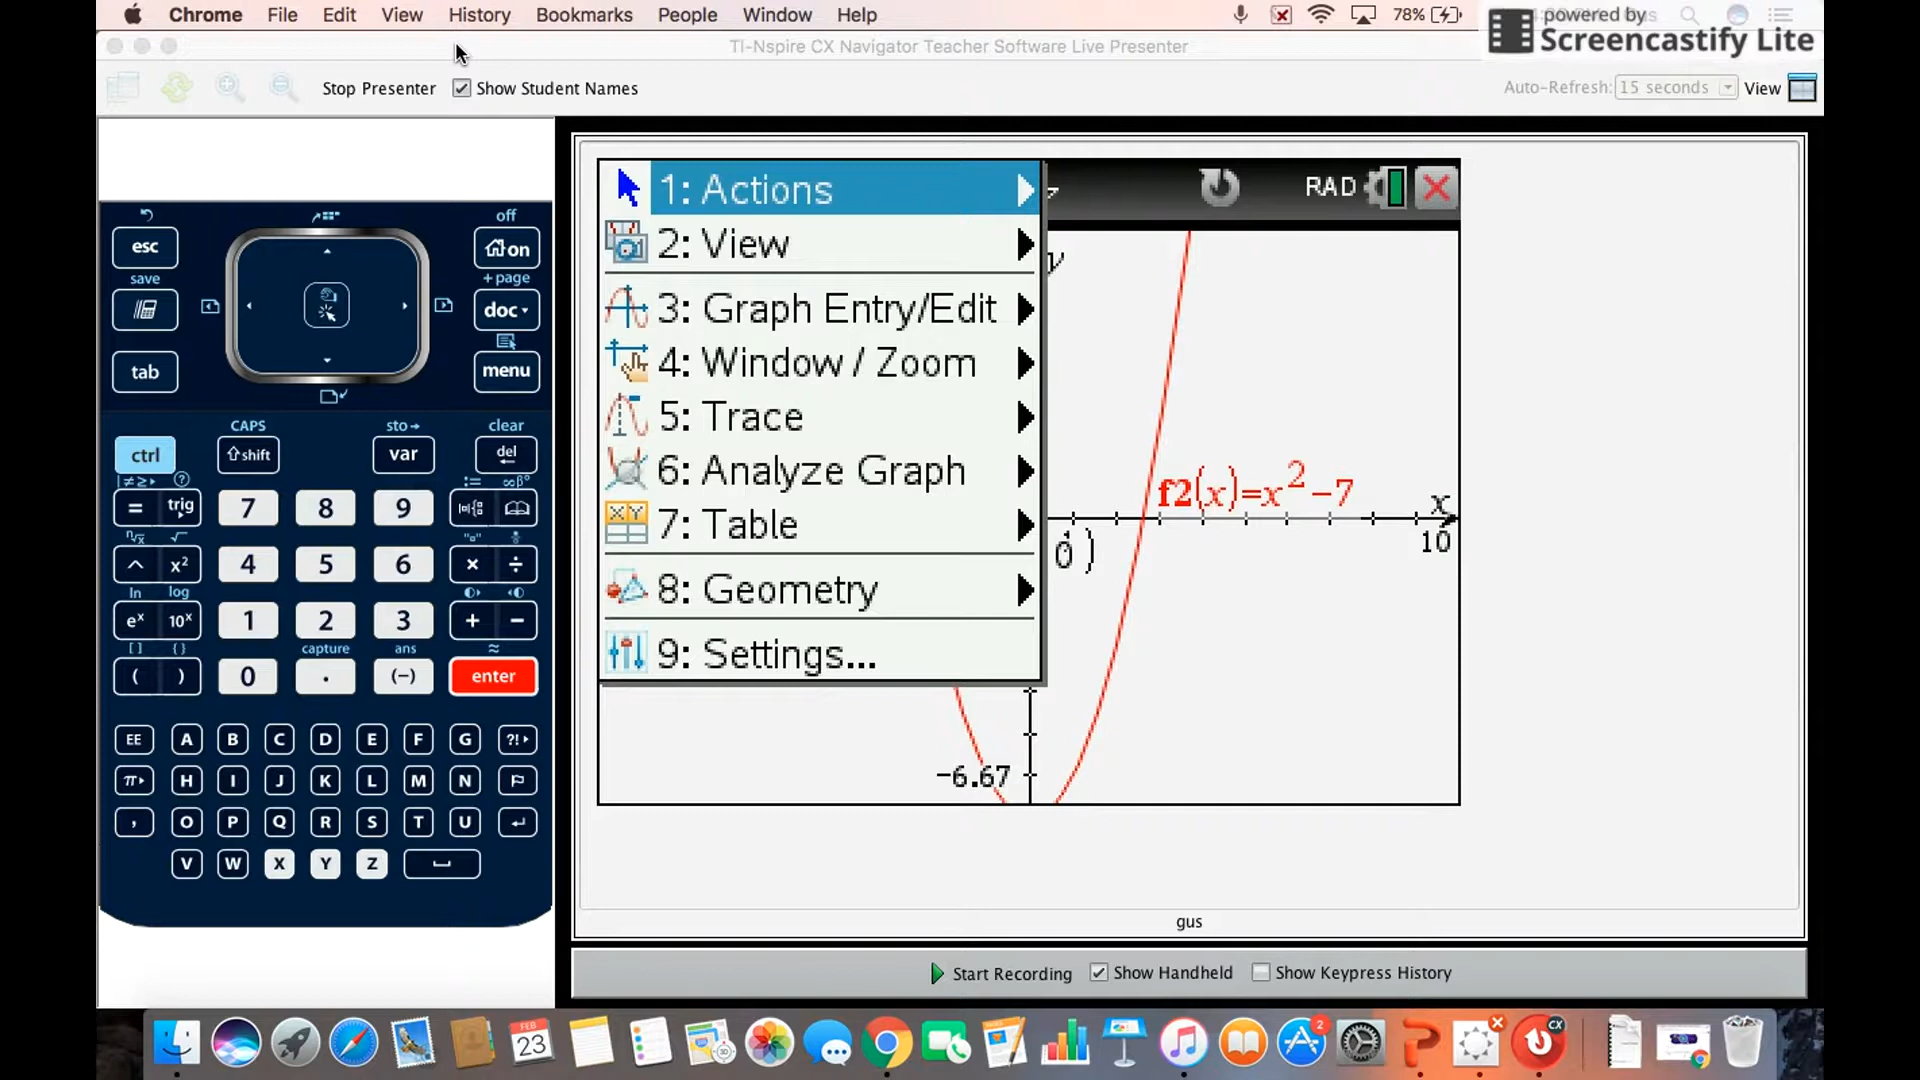 Chrome File Edit View History Bookmarks People Window Help 78%
powered by
Screencastify Lite
TI-Nspire CX Navigator Teacher Software Live Presenter
Stop Presenter Show Student Names Auto-Refresh: 15 seconds View
1: Actions
2: View
3: Graph Entry/Edit
4: Window / Zoom
5: Trace
6: Analyze Graph
7: Table
8: Geometry
9: Settings...
RAD
y
f2(x)=x²-7
x
10
0)
-6.67
gus
off
esc on
save + page
doc
tab menu
CAPS sto→ clear
ctrl shift var del
= trig 7 8 9
^ x² 4 5 6 × ÷
ln log
eˣ 10ˣ 1 2 3 + −
[ ] { } capture ans ≈
( ) 0 . (−) enter
EE A B C D E F G ?!▸
π▸ H I J K L M N
, O P Q R S T U
V W X Y Z
Start Recording Show Handheld Show Keypress History
FEB
23
2
CX